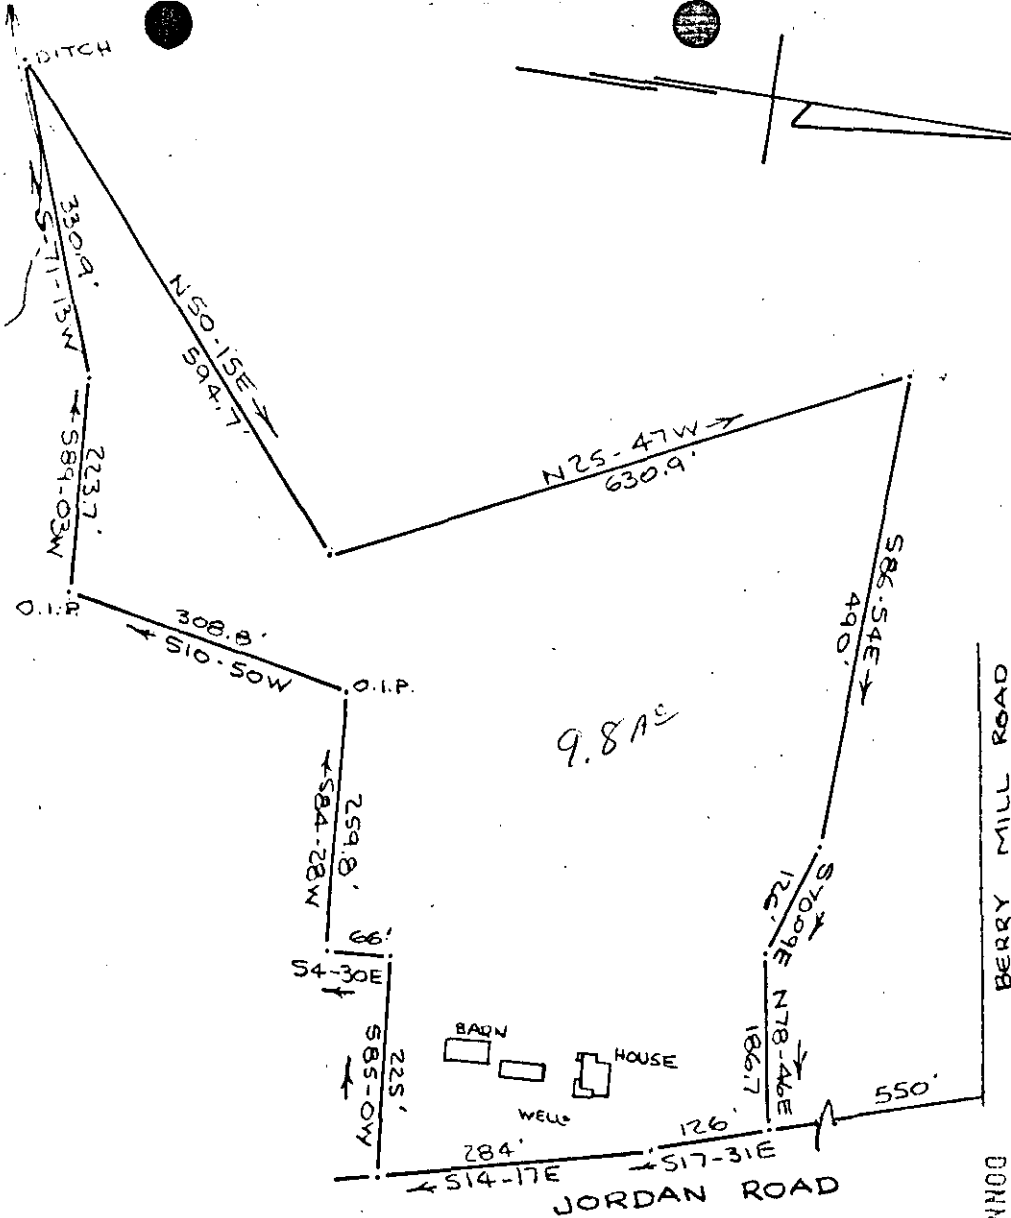 DITCH
330.9'
S-71-13W
N50-15E
594.7'
N25-47W
630.9'
223.7'
S89-03W
O.I.P.
308.8'
S10-50W
O.I.P.
S86-54E
490'
9.8 Ac
259.8'
S84-28W
S70-09E
126'
66'
S4-30E
N78-46E
186.7
BARN
HOUSE
WELL
225'
S85-0W
284'
S14-17E
126'
S17-31E
550'
JORDAN ROAD
BERRY MILL ROAD